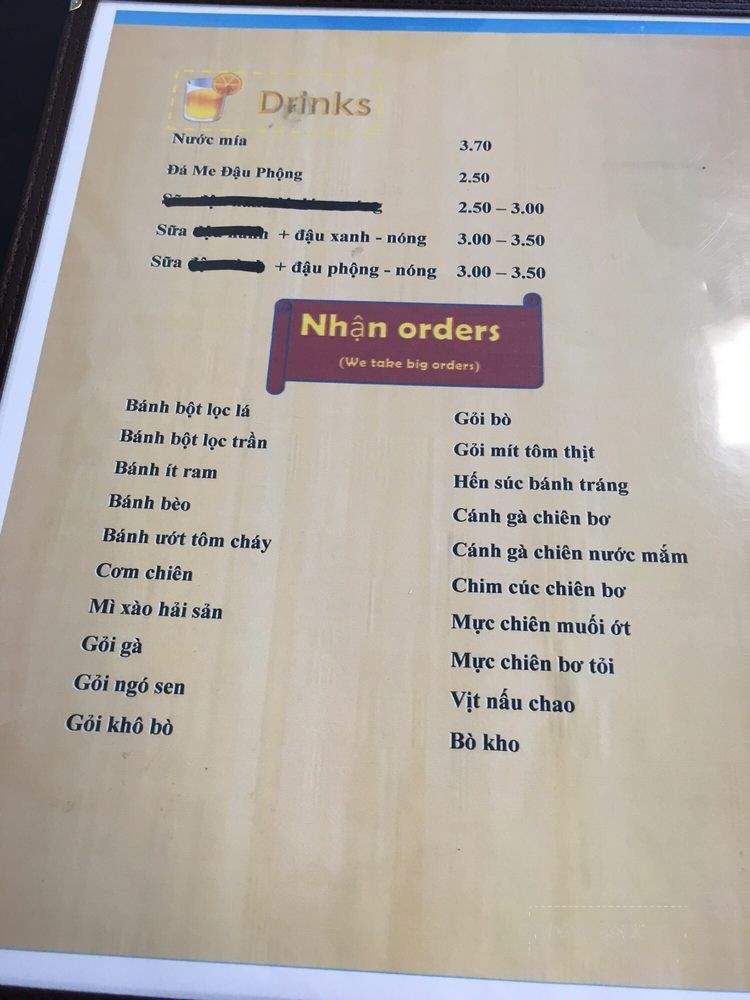 Drinks
Nước mía 3.70
Đá Me Đậu Phộng 2.50
2.50 – 3.00
Sữa + đậu xanh - nóng 3.00 – 3.50
Sữa + đậu phộng - nóng 3.00 – 3.50
Nhận orders
(We take big orders)
Bánh bột lọc lá
Bánh bột lọc trần
Bánh ít ram
Bánh bèo
Bánh ướt tôm cháy
Cơm chiên
Mì xào hải sản
Gỏi gà
Gỏi ngó sen
Gỏi khô bò
Gỏi bò
Gỏi mít tôm thịt
Hến súc bánh tráng
Cánh gà chiên bơ
Cánh gà chiên nước mắm
Chim cúc chiên bơ
Mực chiên muối ớt
Mực chiên bơ tỏi
Vịt nấu chao
Bò kho